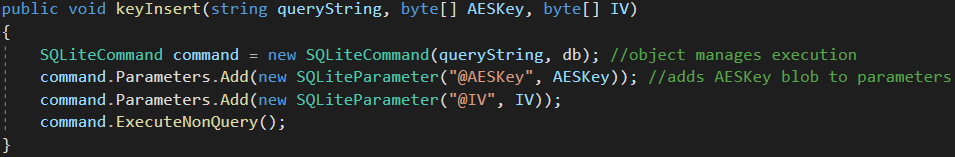 public void keyInsert(string queryString, byte[] AESKey, byte[] IV)
{
SQLiteCommand command = new SQLiteCommand(queryString, db); //object manages execution
command.Parameters.Add(new SQLiteParameter("@AESKey", AESKey)); //adds AESKey blob to parameters
command.Parameters.Add(new SQLiteParameter("@IV", IV));
command.ExecuteNonQuery();
}